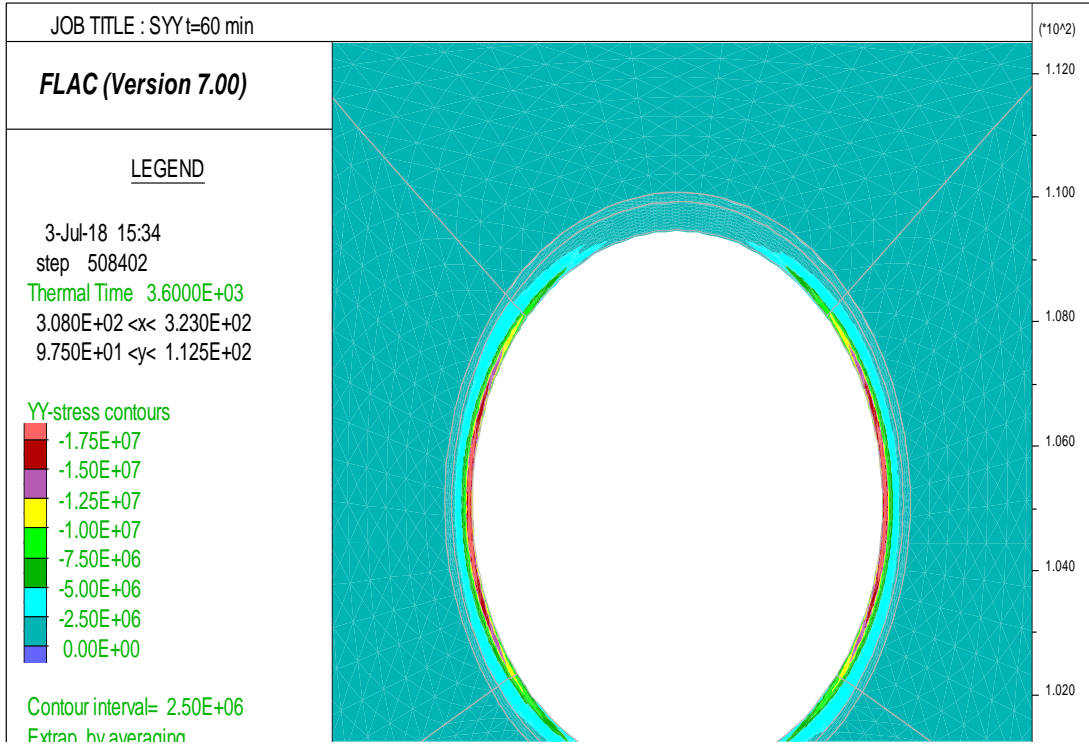 JOB TITLE : SYY t=60 min
(*10^2)
FLAC (Version 7.00)
LEGEND
3-Jul-18 15:34
step 508402
Thermal Time 3.6000E+03
3.080E+02 <x< 3.230E+02
9.750E+01 <y< 1.125E+02
YY-stress contours
-1.75E+07
-1.50E+07
-1.25E+07
-1.00E+07
-7.50E+06
-5.00E+06
-2.50E+06
0.00E+00
Contour interval= 2.50E+06
Extrap. by averaging
1.120
1.100
1.080
1.060
1.040
1.020